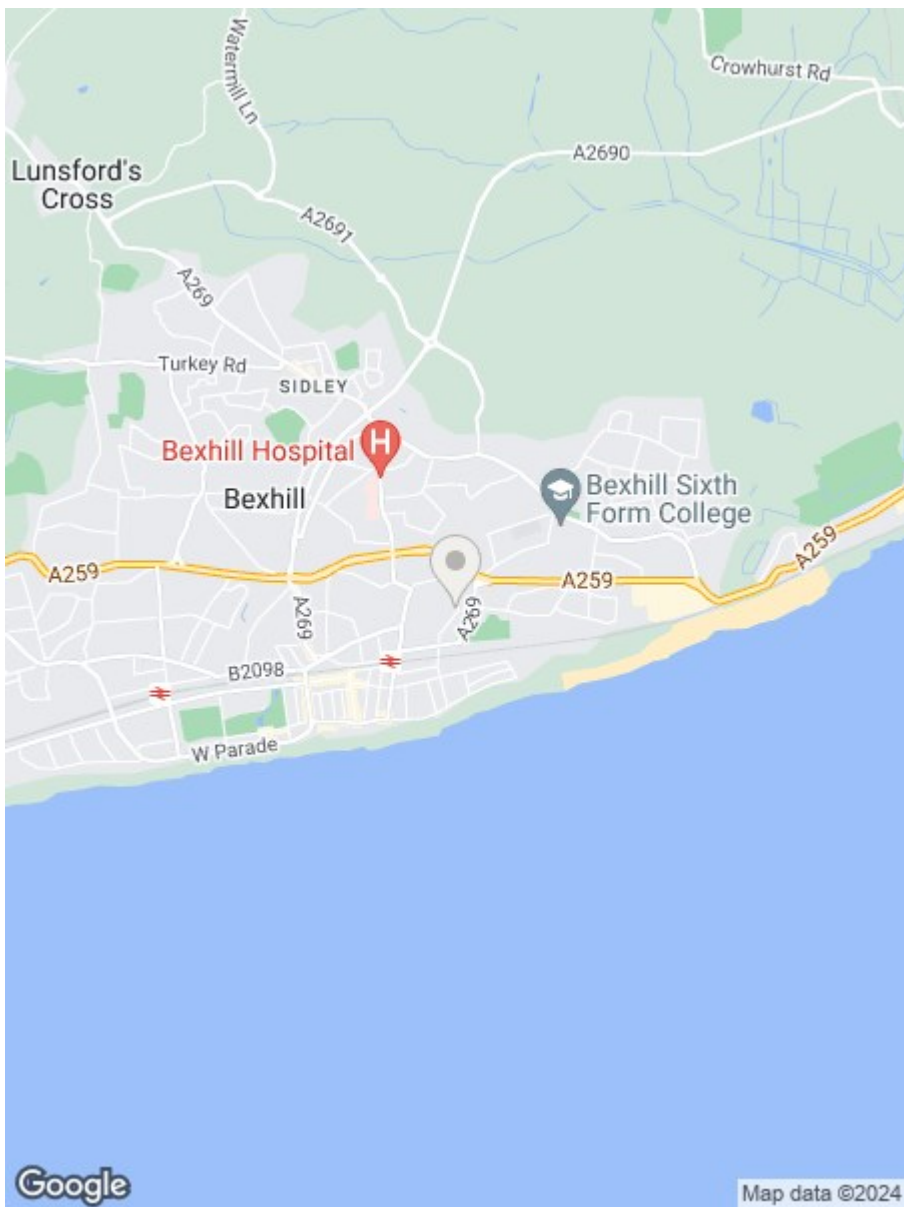 Watermill Ln
Crowhurst Rd
A2690
Lunsford's
Cross
A2691
A269
Turkey Rd
SIDLEY
H
Bexhill Hospital
Bexhill
Bexhill Sixth
Form College
A259
A259
A259
A269
A269
B2098
W Parade
Google
Map data ©2024